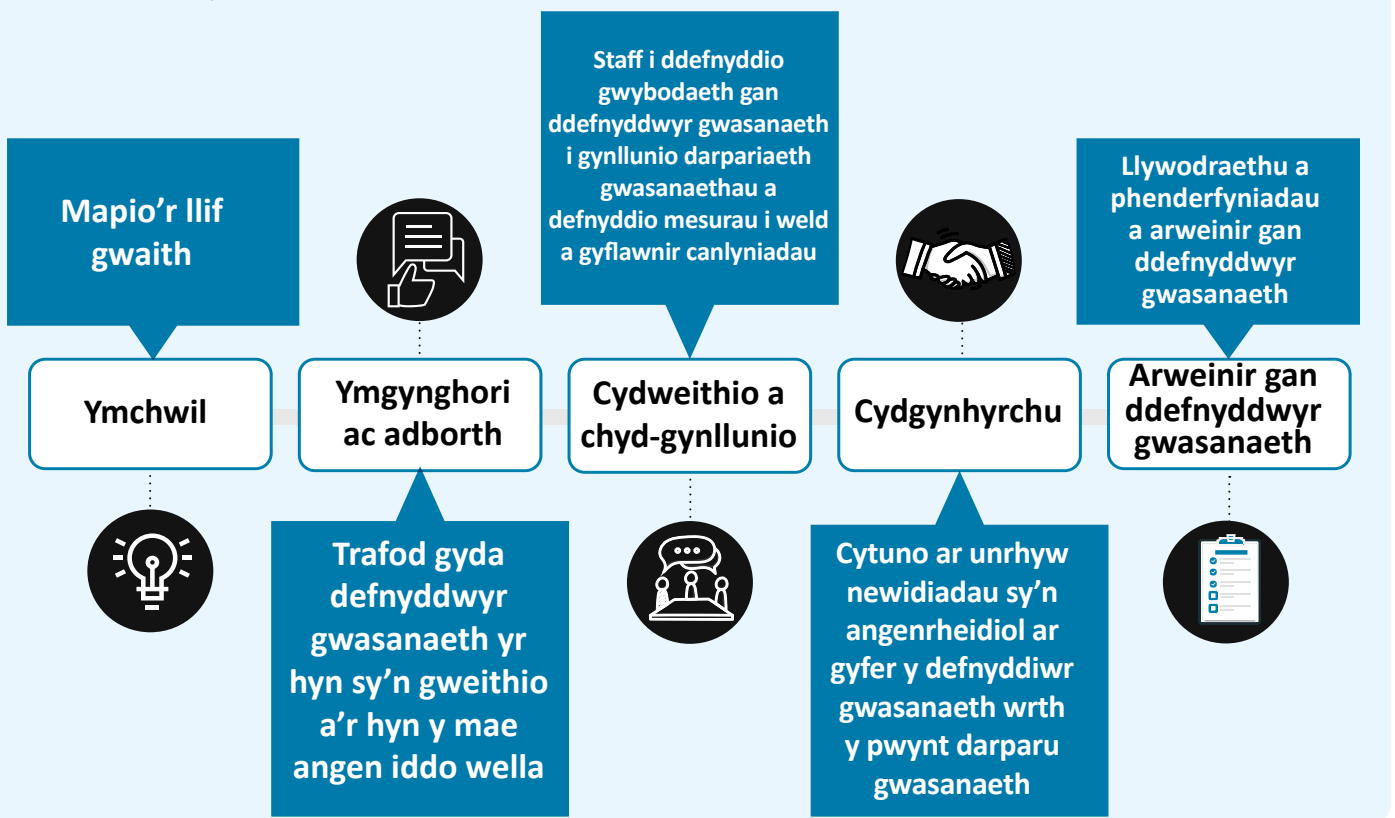 Mapio’r llif
gwaith
Ymchwil
Ymgynghori
ac adborth
Trafod gyda
defnyddwyr
gwasanaeth yr
hyn sy’n gweithio
a’r hyn y mae
angen iddo wella
Staff i ddefnyddio
gwybodaeth gan
ddefnyddwyr gwasanaeth
i gynllunio darpariaeth
gwasanaethau a
defnyddio mesurau i weld
a gyflawnir canlyniadau
Cydweithio a
chyd-gynllunio
Cydgynhyrchu
Cytuno ar unrhyw
newidiadau sy’n
angenrheidiol ar
gyfer y defnyddiwr
gwasanaeth wrth
y pwynt darparu
gwasanaeth
Llywodraethu a
phenderfyniadau
a arweinir gan
ddefnyddwyr
gwasanaeth
Arweinir gan
ddefnyddwyr
gwasanaeth